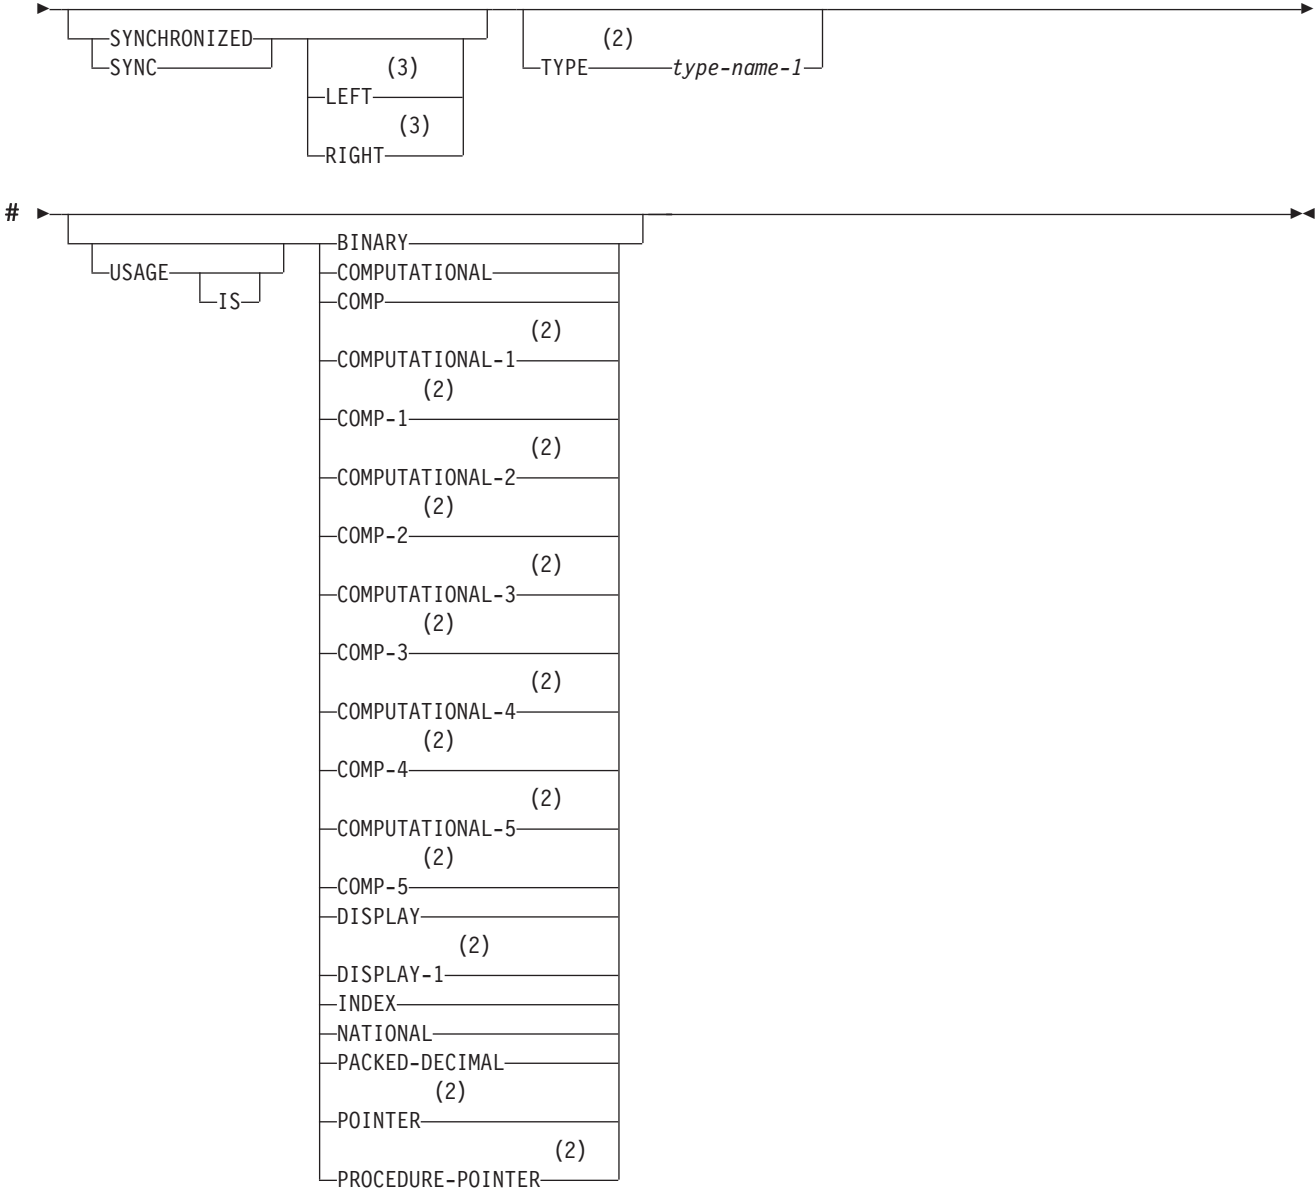 SYNCHRONIZED
SYNC
(3)
LEFT
(3)
RIGHT
(2)
TYPE type-name-1
#
USAGE
IS
BINARY
COMPUTATIONAL
COMP
(2)
COMPUTATIONAL-1
(2)
COMP-1
(2)
COMPUTATIONAL-2
(2)
COMP-2
(2)
COMPUTATIONAL-3
(2)
COMP-3
(2)
COMPUTATIONAL-4
(2)
COMP-4
(2)
COMPUTATIONAL-5
(2)
COMP-5
DISPLAY
(2)
DISPLAY-1
INDEX
NATIONAL
PACKED-DECIMAL
(2)
POINTER
(2)
PROCEDURE-POINTER